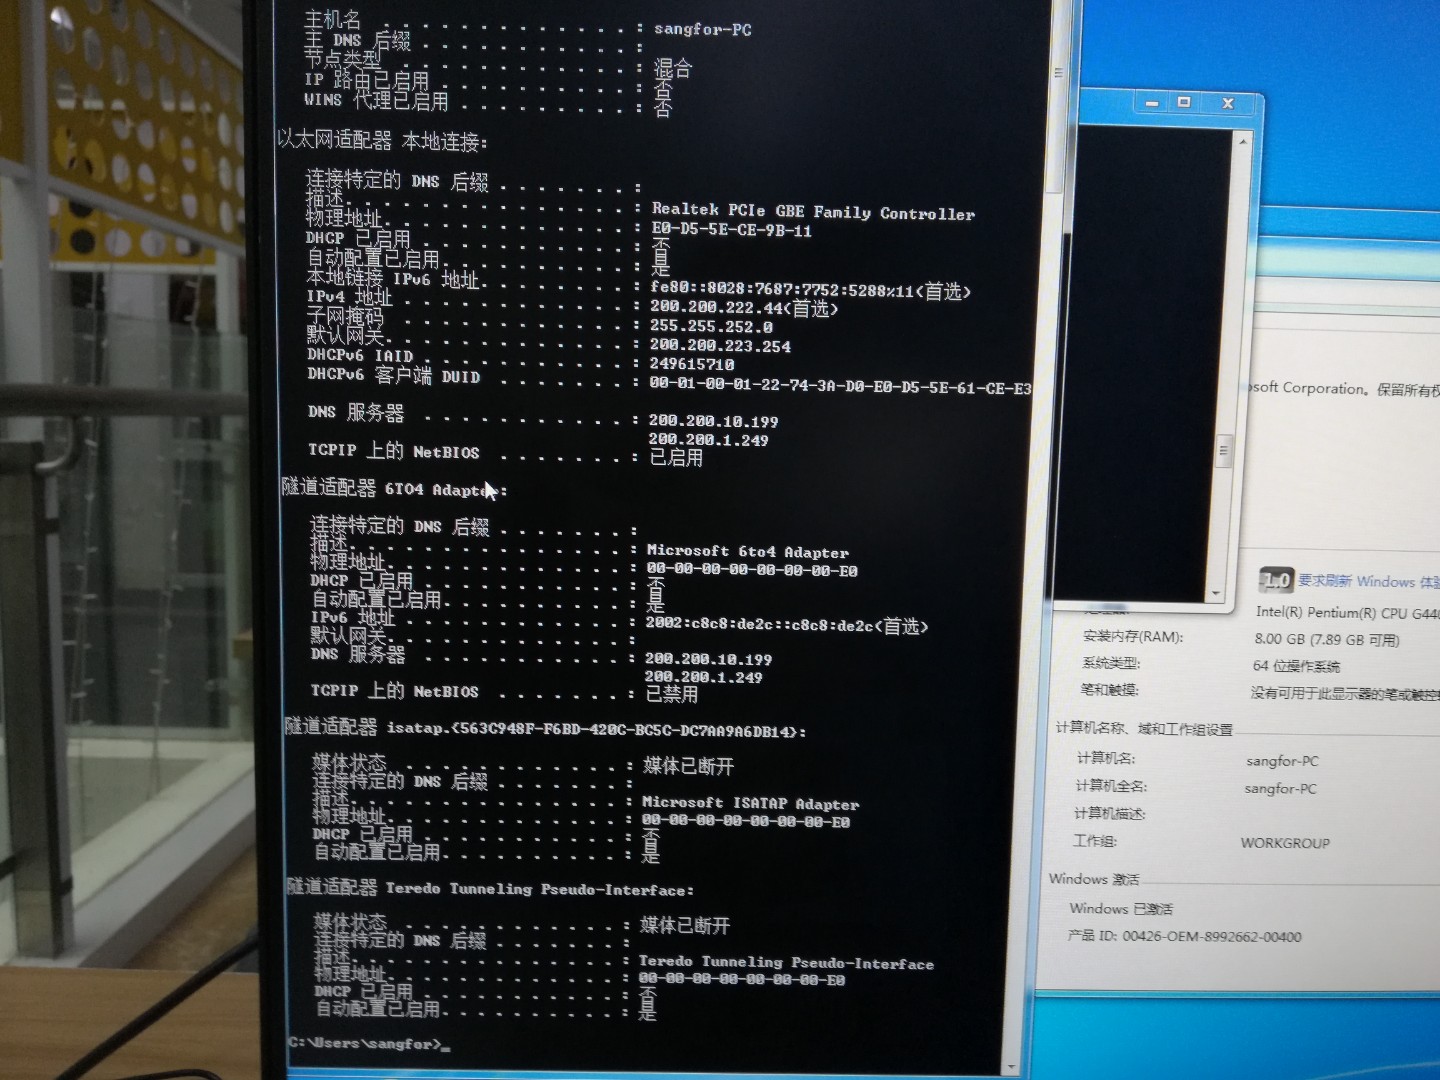 主机名 . . . . . . . . . . . . . : sangfor-PC
主 DNS 后缀 . . . . . . . . . . . :
节点类型 . . . . . . . . . . . . : 混合
IP 路由已启用 . . . . . . . . . . : 否
WINS 代理已启用 . . . . . . . . . : 否
以太网适配器 本地连接:
连接特定的 DNS 后缀 . . . . . . . :
描述. . . . . . . . . . . . . . . : Realtek PCIe GBE Family Controller
物理地址. . . . . . . . . . . . . : E0-D5-5E-CE-9B-11
DHCP 已启用 . . . . . . . . . . . : 否
自动配置已启用. . . . . . . . . . : 是
本地链接 IPv6 地址. . . . . . . . : fe80::8028:7687:7752:5288%11(首选)
IPv4 地址 . . . . . . . . . . . . : 200.200.222.44(首选)
子网掩码 . . . . . . . . . . . . : 255.255.252.0
默认网关. . . . . . . . . . . . . : 200.200.223.254
DHCPv6 IAID . . . . . . . . . . . : 249615710
DHCPv6 客户端 DUID . . . . . . . : 00-01-00-01-22-74-3A-D0-E0-D5-5E-61-CE-E3
DNS 服务器 . . . . . . . . . . . : 200.200.10.199
200.200.1.249
TCPIP 上的 NetBIOS . . . . . . . : 已启用
隧道适配器 6TO4 Adapter:
连接特定的 DNS 后缀 . . . . . . . :
描述. . . . . . . . . . . . . . . : Microsoft 6to4 Adapter
物理地址. . . . . . . . . . . . . : 00-00-00-00-00-00-00-E0
DHCP 已启用 . . . . . . . . . . . : 否
自动配置已启用. . . . . . . . . . : 是
IPv6 地址 . . . . . . . . . . . . : 2002:c8c8:de2c::c8c8:de2c(首选)
默认网关. . . . . . . . . . . . . :
DNS 服务器 . . . . . . . . . . . : 200.200.10.199
200.200.1.249
TCPIP 上的 NetBIOS . . . . . . . : 已禁用
隧道适配器 isatap.{563C948F-F6BD-420C-BC5C-DC7AA9A6DB14}:
媒体状态 . . . . . . . . . . . . : 媒体已断开
连接特定的 DNS 后缀 . . . . . . . :
描述. . . . . . . . . . . . . . . : Microsoft ISATAP Adapter
物理地址. . . . . . . . . . . . . : 00-00-00-00-00-00-00-E0
DHCP 已启用 . . . . . . . . . . . : 否
自动配置已启用. . . . . . . . . . : 是
隧道适配器 Teredo Tunneling Pseudo-Interface:
媒体状态 . . . . . . . . . . . . : 媒体已断开
连接特定的 DNS 后缀 . . . . . . . :
描述. . . . . . . . . . . . . . . : Teredo Tunneling Pseudo-Interface
物理地址. . . . . . . . . . . . . : 00-00-00-00-00-00-00-E0
DHCP 已启用 . . . . . . . . . . . : 否
自动配置已启用. . . . . . . . . . : 是
C:\Users\sangfor>_
osoft Corporation。保留所有权
1.0 要求刷新 Windows 体验
Intel(R) Pentium(R) CPU G440
安装内存(RAM): 8.00 GB (7.89 GB 可用)
系统类型: 64 位操作系统
笔和触摸: 没有可用于此显示器的笔或触控
计算机名称、域和工作组设置
计算机名: sangfor-PC
计算机全名: sangfor-PC
计算机描述:
工作组: WORKGROUP
Windows 激活
Windows 已激活
产品 ID: 00426-OEM-8992662-00400